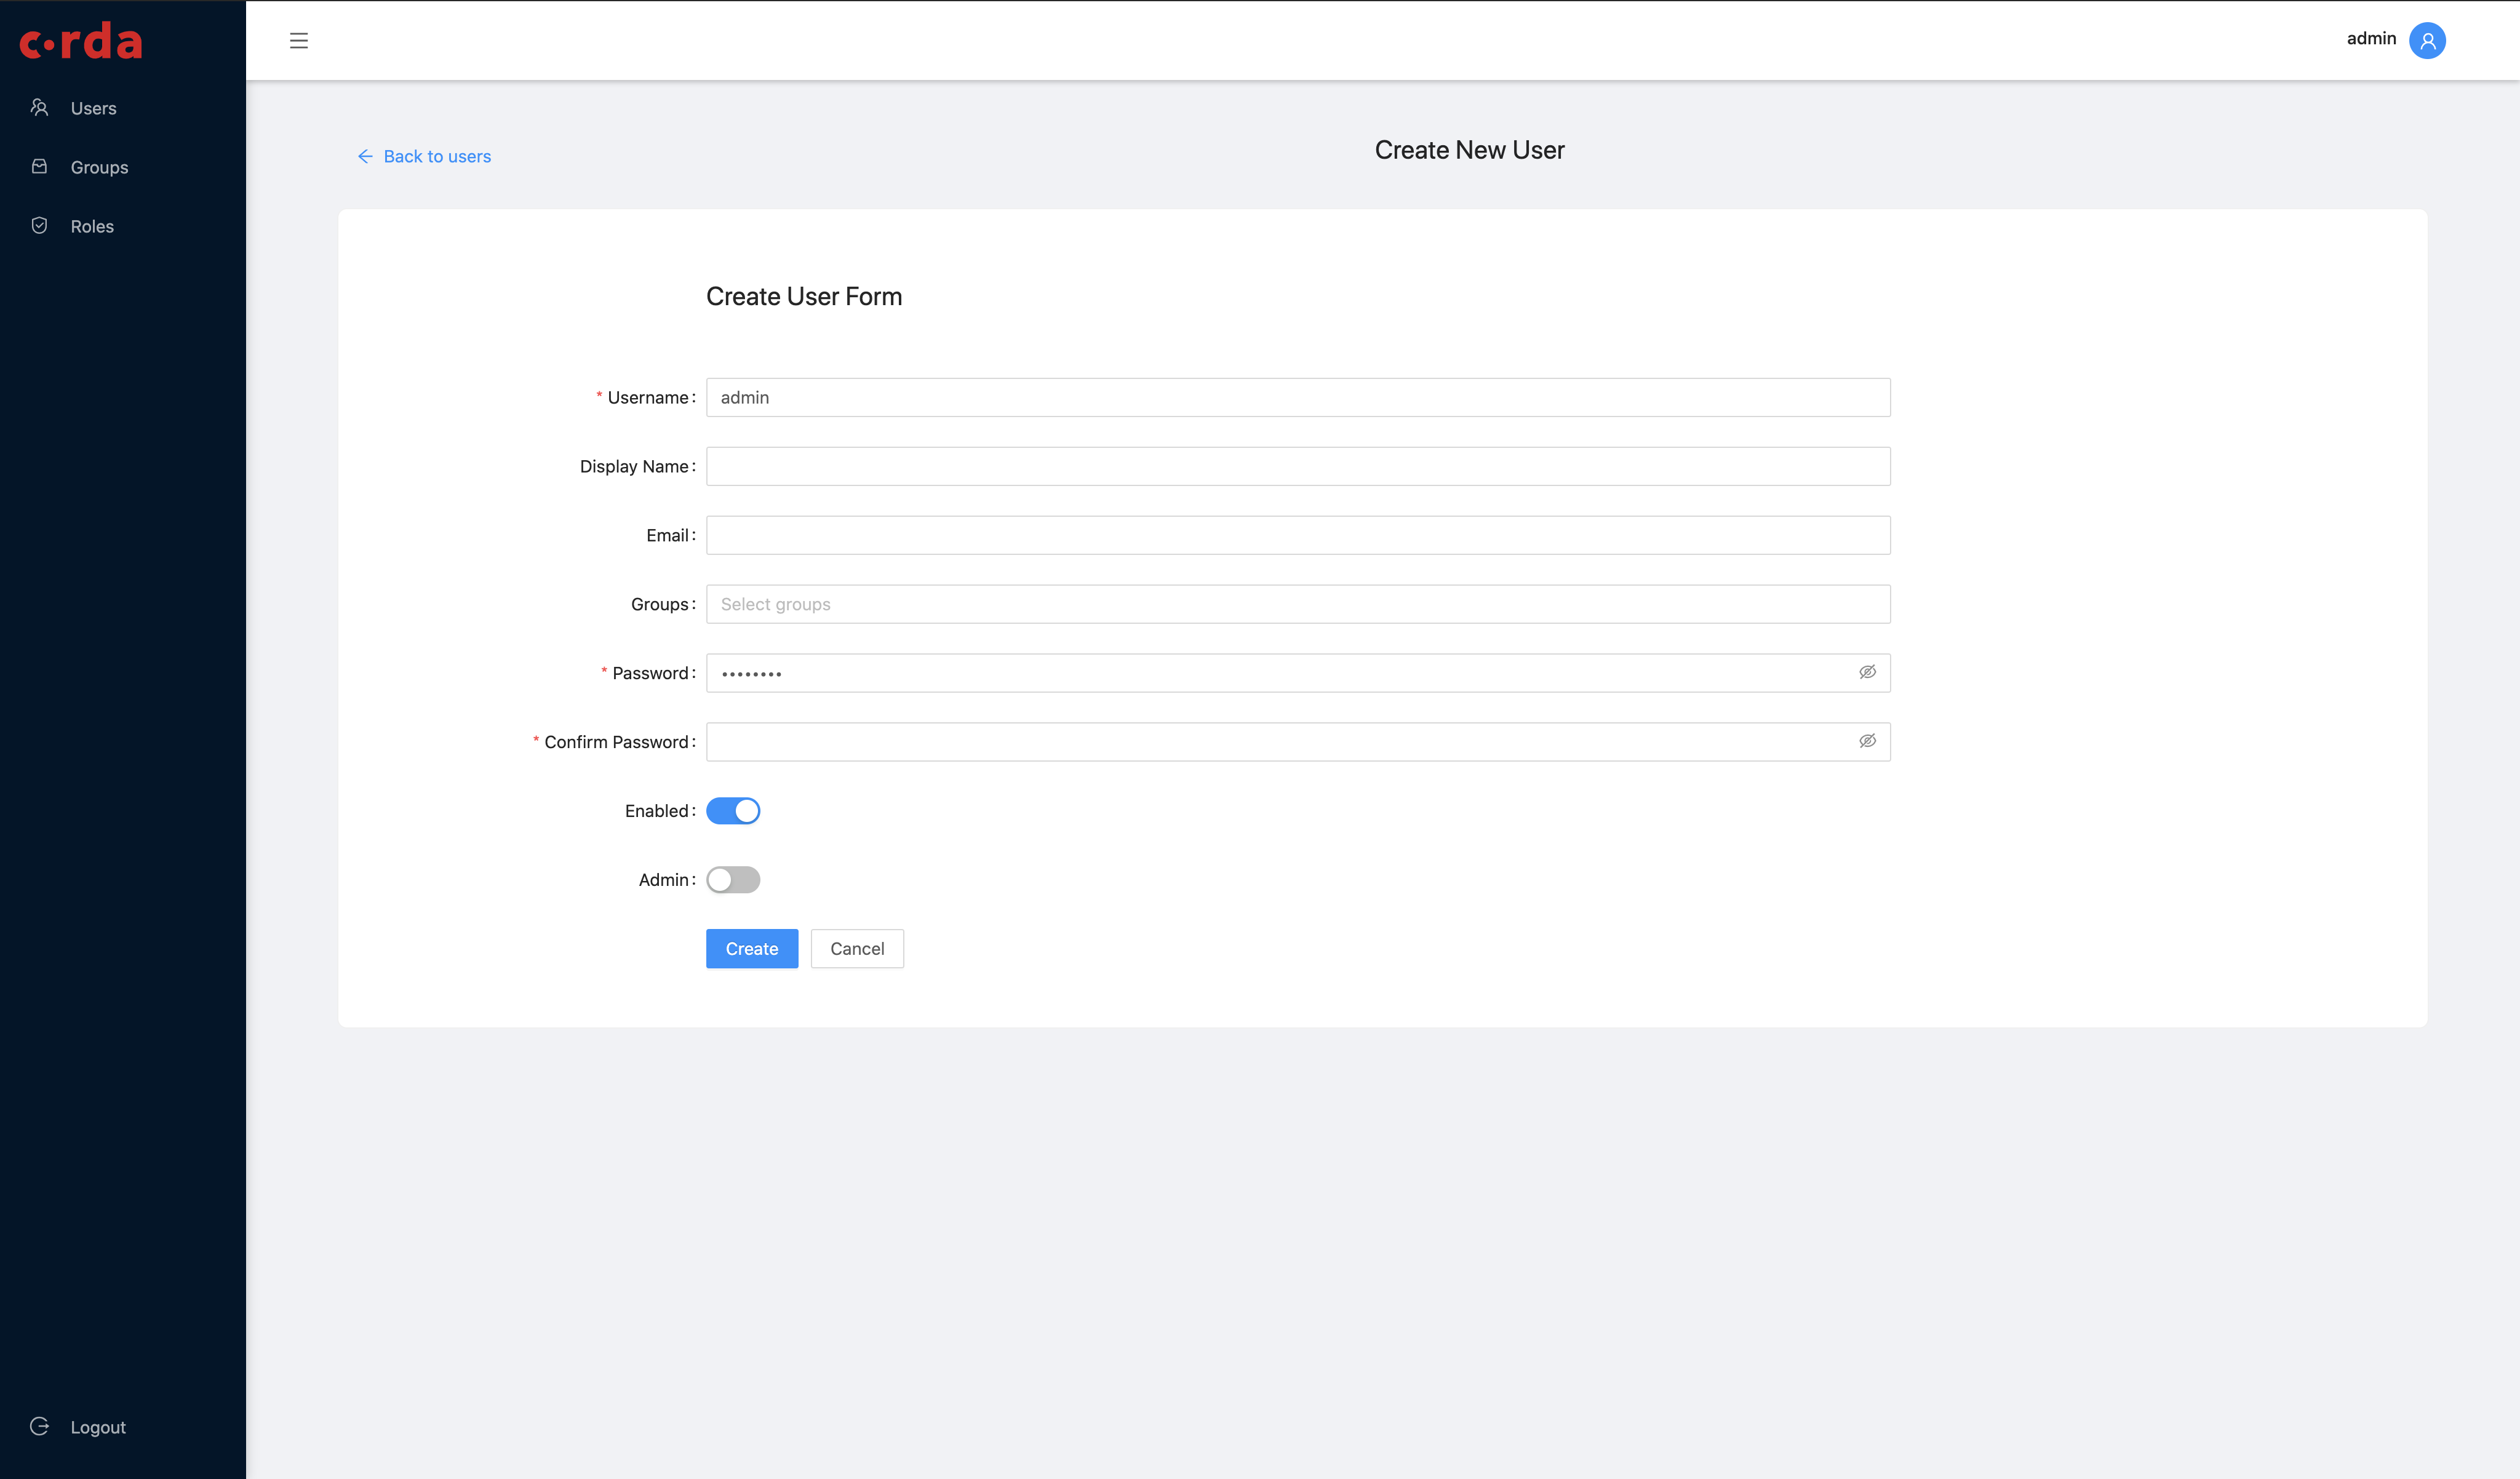 c·rda
admin
Users
Groups
Roles
Back to users
Create New User
Create User Form
* Username: admin
Display Name:
Email:
Groups: Select groups
* Password: ••••••••
* Confirm Password:
Enabled:
Admin:
Create Cancel
Logout